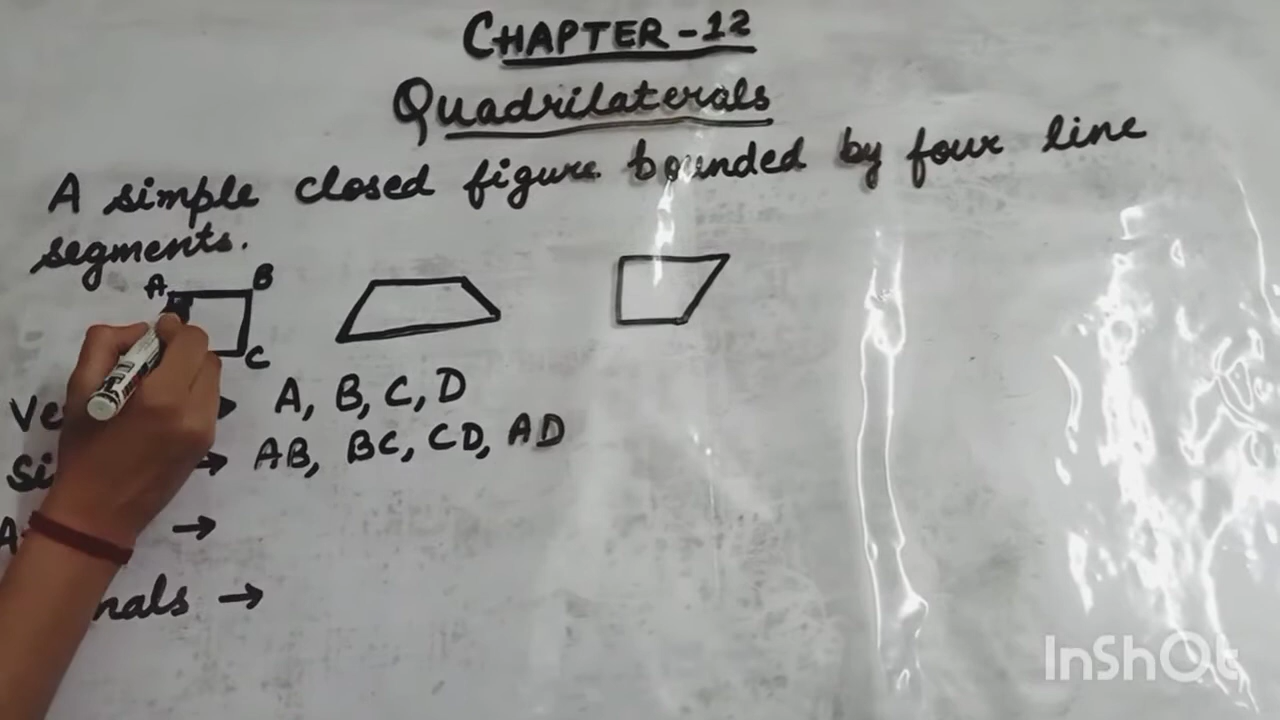 CHAPTER-12
Quadrilaterals
A simple closed figure bounded by four line
segments.
A B
C
→ A, B, C, D
→ AB, BC, CD, AD
→
→
InShOt